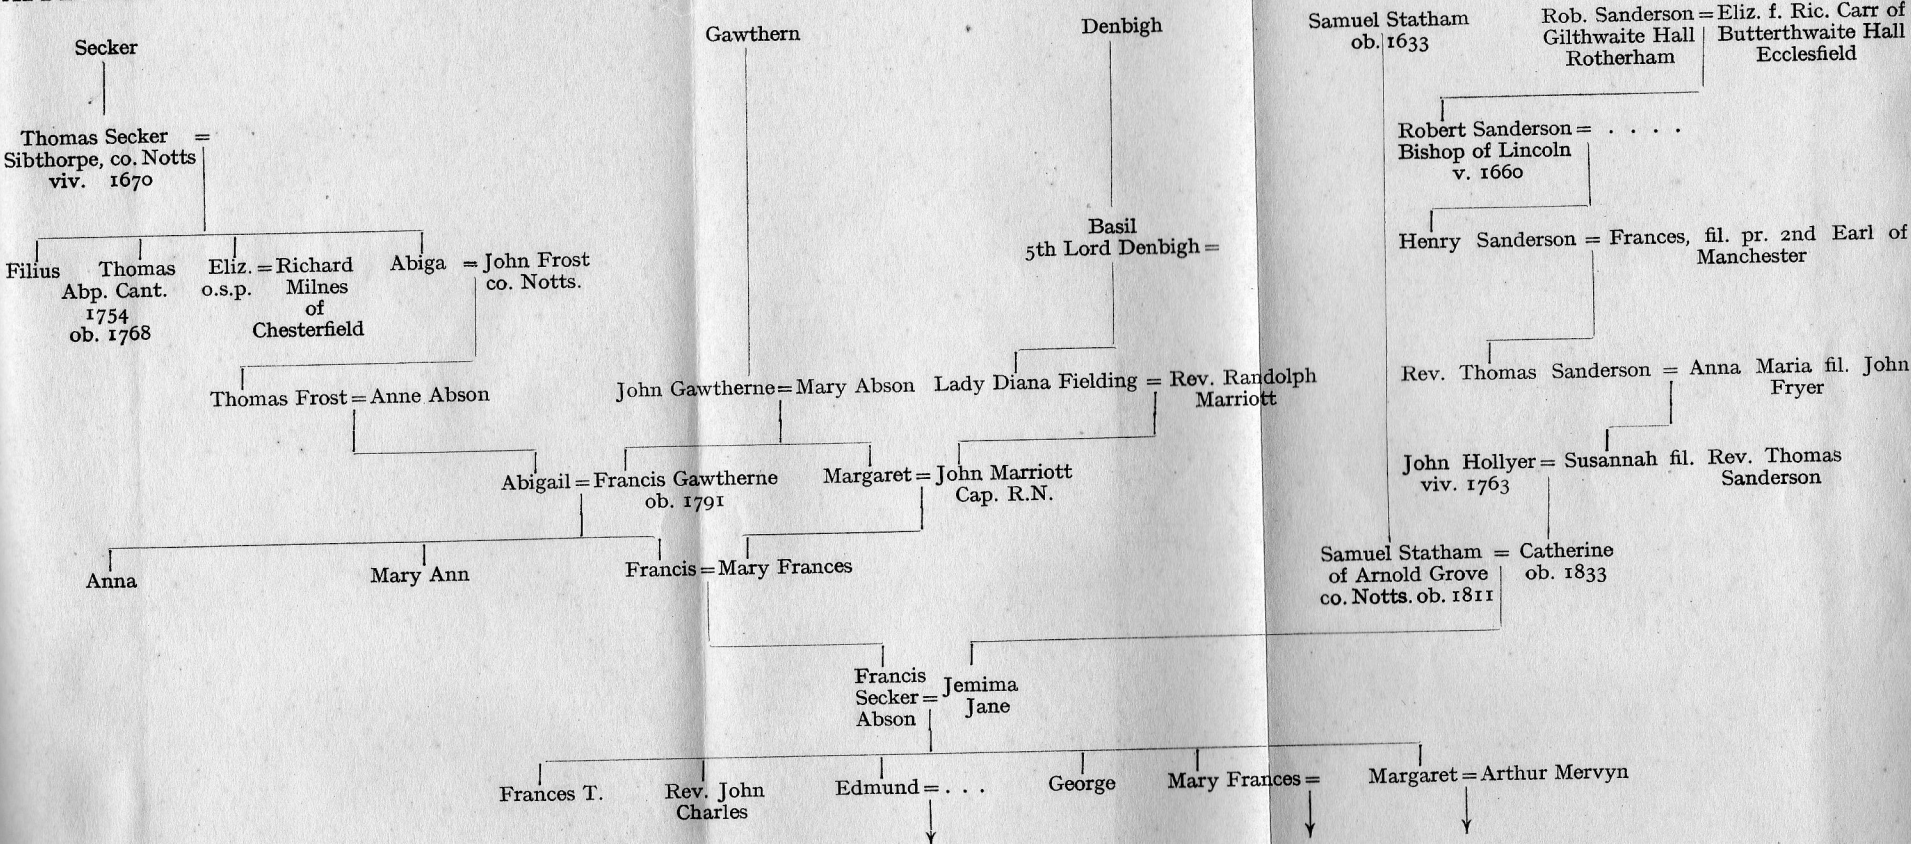 Secker
Gawthern
Denbigh
Samuel Statham
ob. 1633
Rob. Sanderson = Eliz. f. Ric. Carr of
Gilthwaite Hall Butterthwaite Hall
Rotherham Ecclesfield
Thomas Secker =
Sibthorpe, co. Notts
viv. 1670
Robert Sanderson = . . . .
Bishop of Lincoln
v. 1660
Basil
5th Lord Denbigh =
Henry Sanderson = Frances, fil. pr. 2nd Earl of
Manchester
Filius
Thomas
Abp. Cant.
1754
ob. 1768
Eliz. = Richard
o.s.p. Milnes
of
Chesterfield
Abiga = John Frost
co. Notts.
Thomas Frost = Anne Abson
John Gawtherne = Mary Abson
Lady Diana Fielding = Rev. Randolph
Marriott
Rev. Thomas Sanderson = Anna Maria fil. John
Fryer
Abigail = Francis Gawtherne
ob. 1791
Margaret = John Marriott
Cap. R.N.
John Hollyer = Susannah fil. Rev. Thomas
viv. 1763 Sanderson
Anna
Mary Ann
Francis = Mary Frances
Samuel Statham = Catherine
of Arnold Grove ob. 1833
co. Notts. ob. 1811
Francis
Secker = Jemima
Abson Jane
Frances T.
Rev. John
Charles
Edmund = . . .
George
Mary Frances =
Margaret = Arthur Mervyn